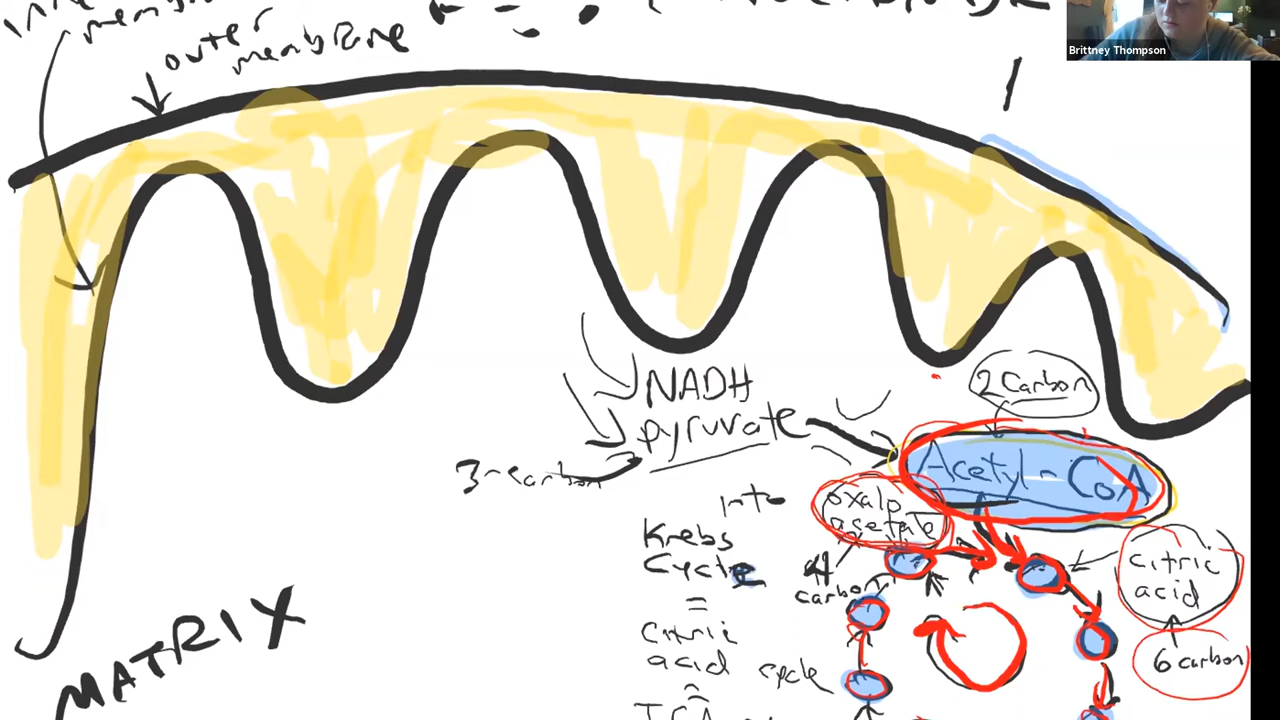 outer
membrane
Brittney Thompson
NADH
pyruvate
3-carbon
2 Carbon
Acetyl-CoA
oxalo
acetate
4
carbon
into
Krebs
Cycle
=
citric
acid cycle
=
TCA
citric
acid
6 carbon
MATRIX